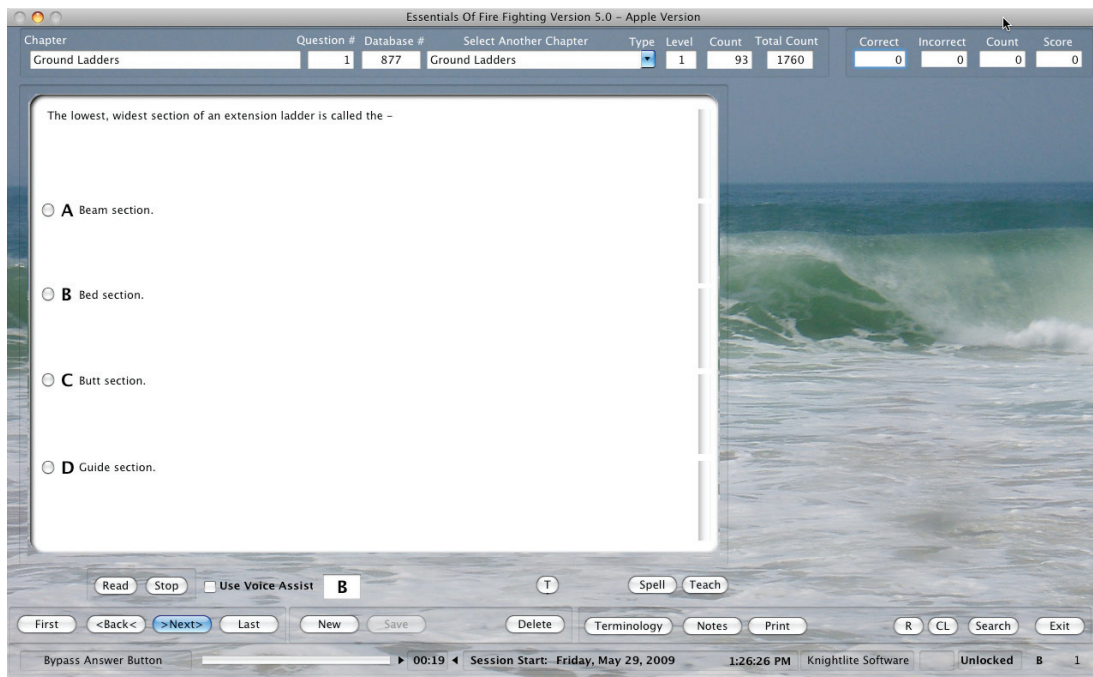 Essentials Of Fire Fighting Version 5.0 – Apple Version
Chapter Question # Database # Select Another Chapter Type Level Count Total Count Correct Incorrect Count Score
Ground Ladders 1 877 Ground Ladders 1 93 1760 0 0 0 0
The lowest, widest section of an extension ladder is called the –
A Beam section.
B Bed section.
C Butt section.
D Guide section.
Read Stop Use Voice Assist B T Spell Teach
First <Back< >Next> Last New Save Delete Terminology Notes Print R CL Search Exit
Bypass Answer Button 00:19 Session Start: Friday, May 29, 2009 1:26:26 PM Knightlite Software Unlocked B 1